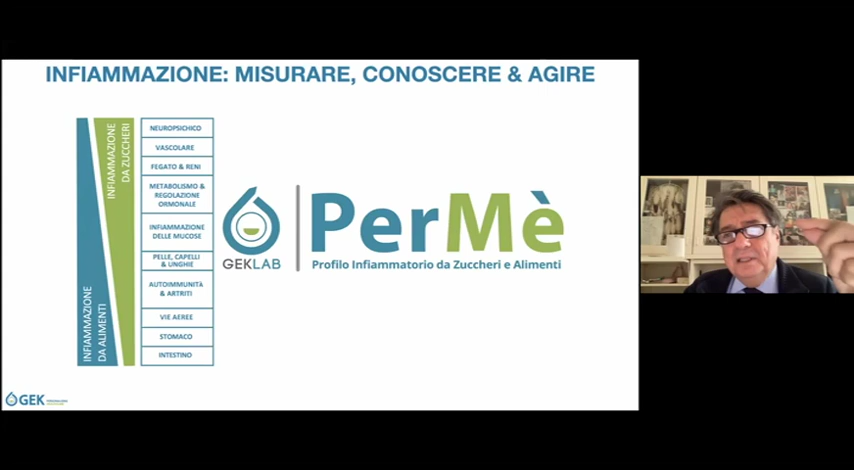 INFIAMMAZIONE: MISURARE, CONOSCERE & AGIRE
INFIAMMAZIONE
DA ZUCCHERI
INFIAMMAZIONE
DA ALIMENTI
NEUROPSICHICO
VASCOLARE
FEGATO & RENI
METABOLISMO &
REGOLAZIONE
ORMONALE
INFIAMMAZIONE
DELLE MUCOSE
PELLE, CAPELLI
& UNGHIE
AUTOIMMUNITÀ
& ARTRITI
VIE AEREE
STOMACO
INTESTINO
GEKLAB
PerMè
Profilo Infiammatorio da Zuccheri e Alimenti
GEK